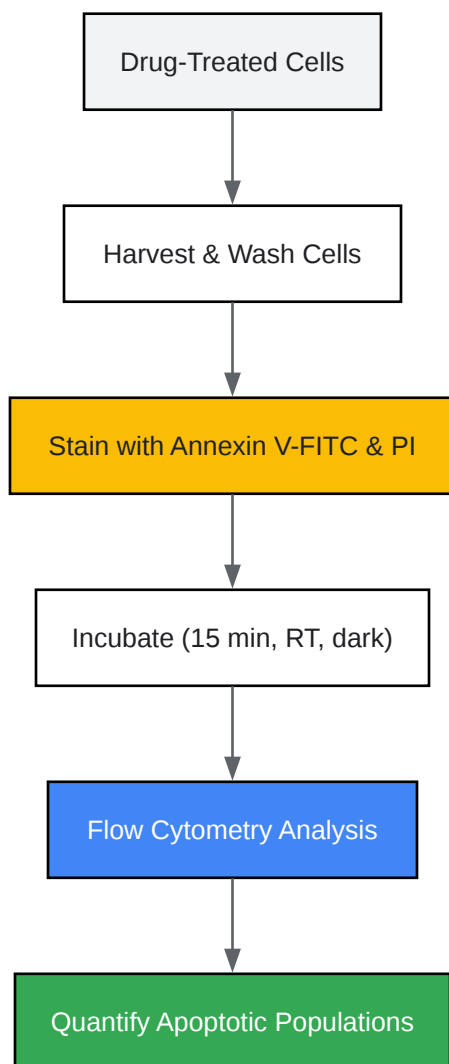 Drug-Treated Cells
Harvest & Wash Cells
Stain with Annexin V-FITC & PI
Incubate (15 min, RT, dark)
Flow Cytometry Analysis
Quantify Apoptotic Populations